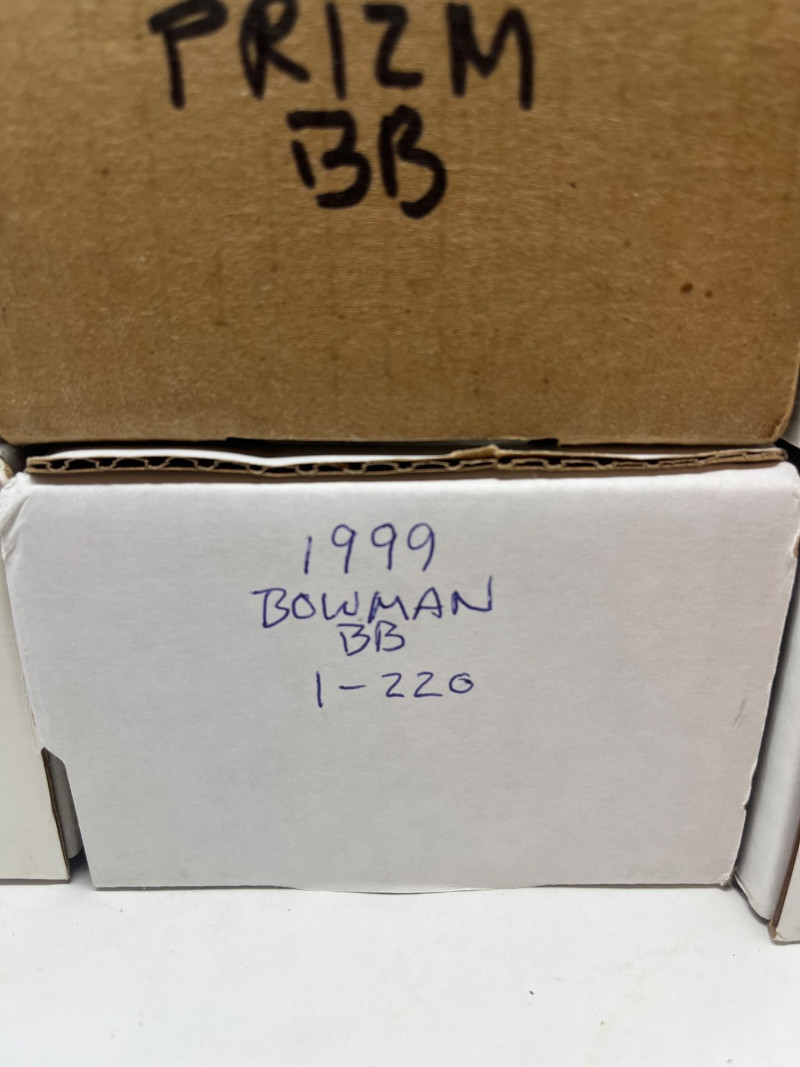 PRIZM
BB
1999
BOWMAN
BB
1-220